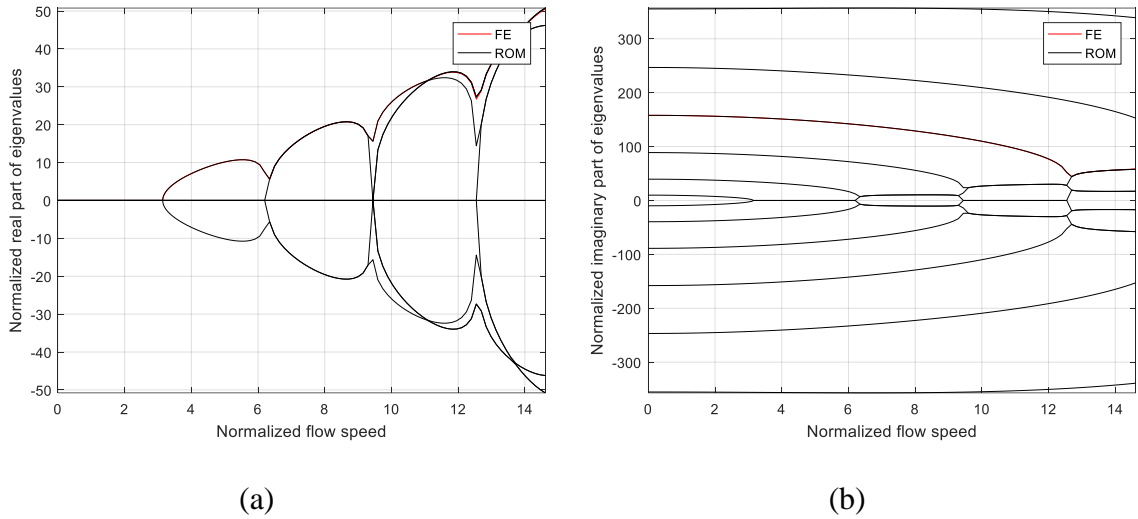 50
40
30
20
10
0
-10
-20
-30
-40
-50
0 2 4 6 8 10 12 14
Normalized real part of eigenvalues
Normalized flow speed
FE
ROM
(a)
300
200
100
0
-100
-200
-300
0 2 4 6 8 10 12 14
Normalized imaginary part of eigenvalues
Normalized flow speed
FE
ROM
(b)